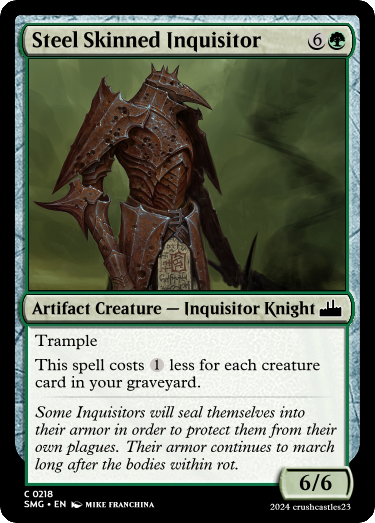 Steel Skinned Inquisitor 6
Artifact Creature — Inquisitor Knight
Trample
This spell costs 1 less for each creature
card in your graveyard.
Some Inquisitors will seal themselves into
their armor in order to protect them from their
own plagues. Their armor continues to march
long after the bodies within rot.
6/6
C 0218
SMG • EN MIKE FRANCHINA
2024 crushcastles23